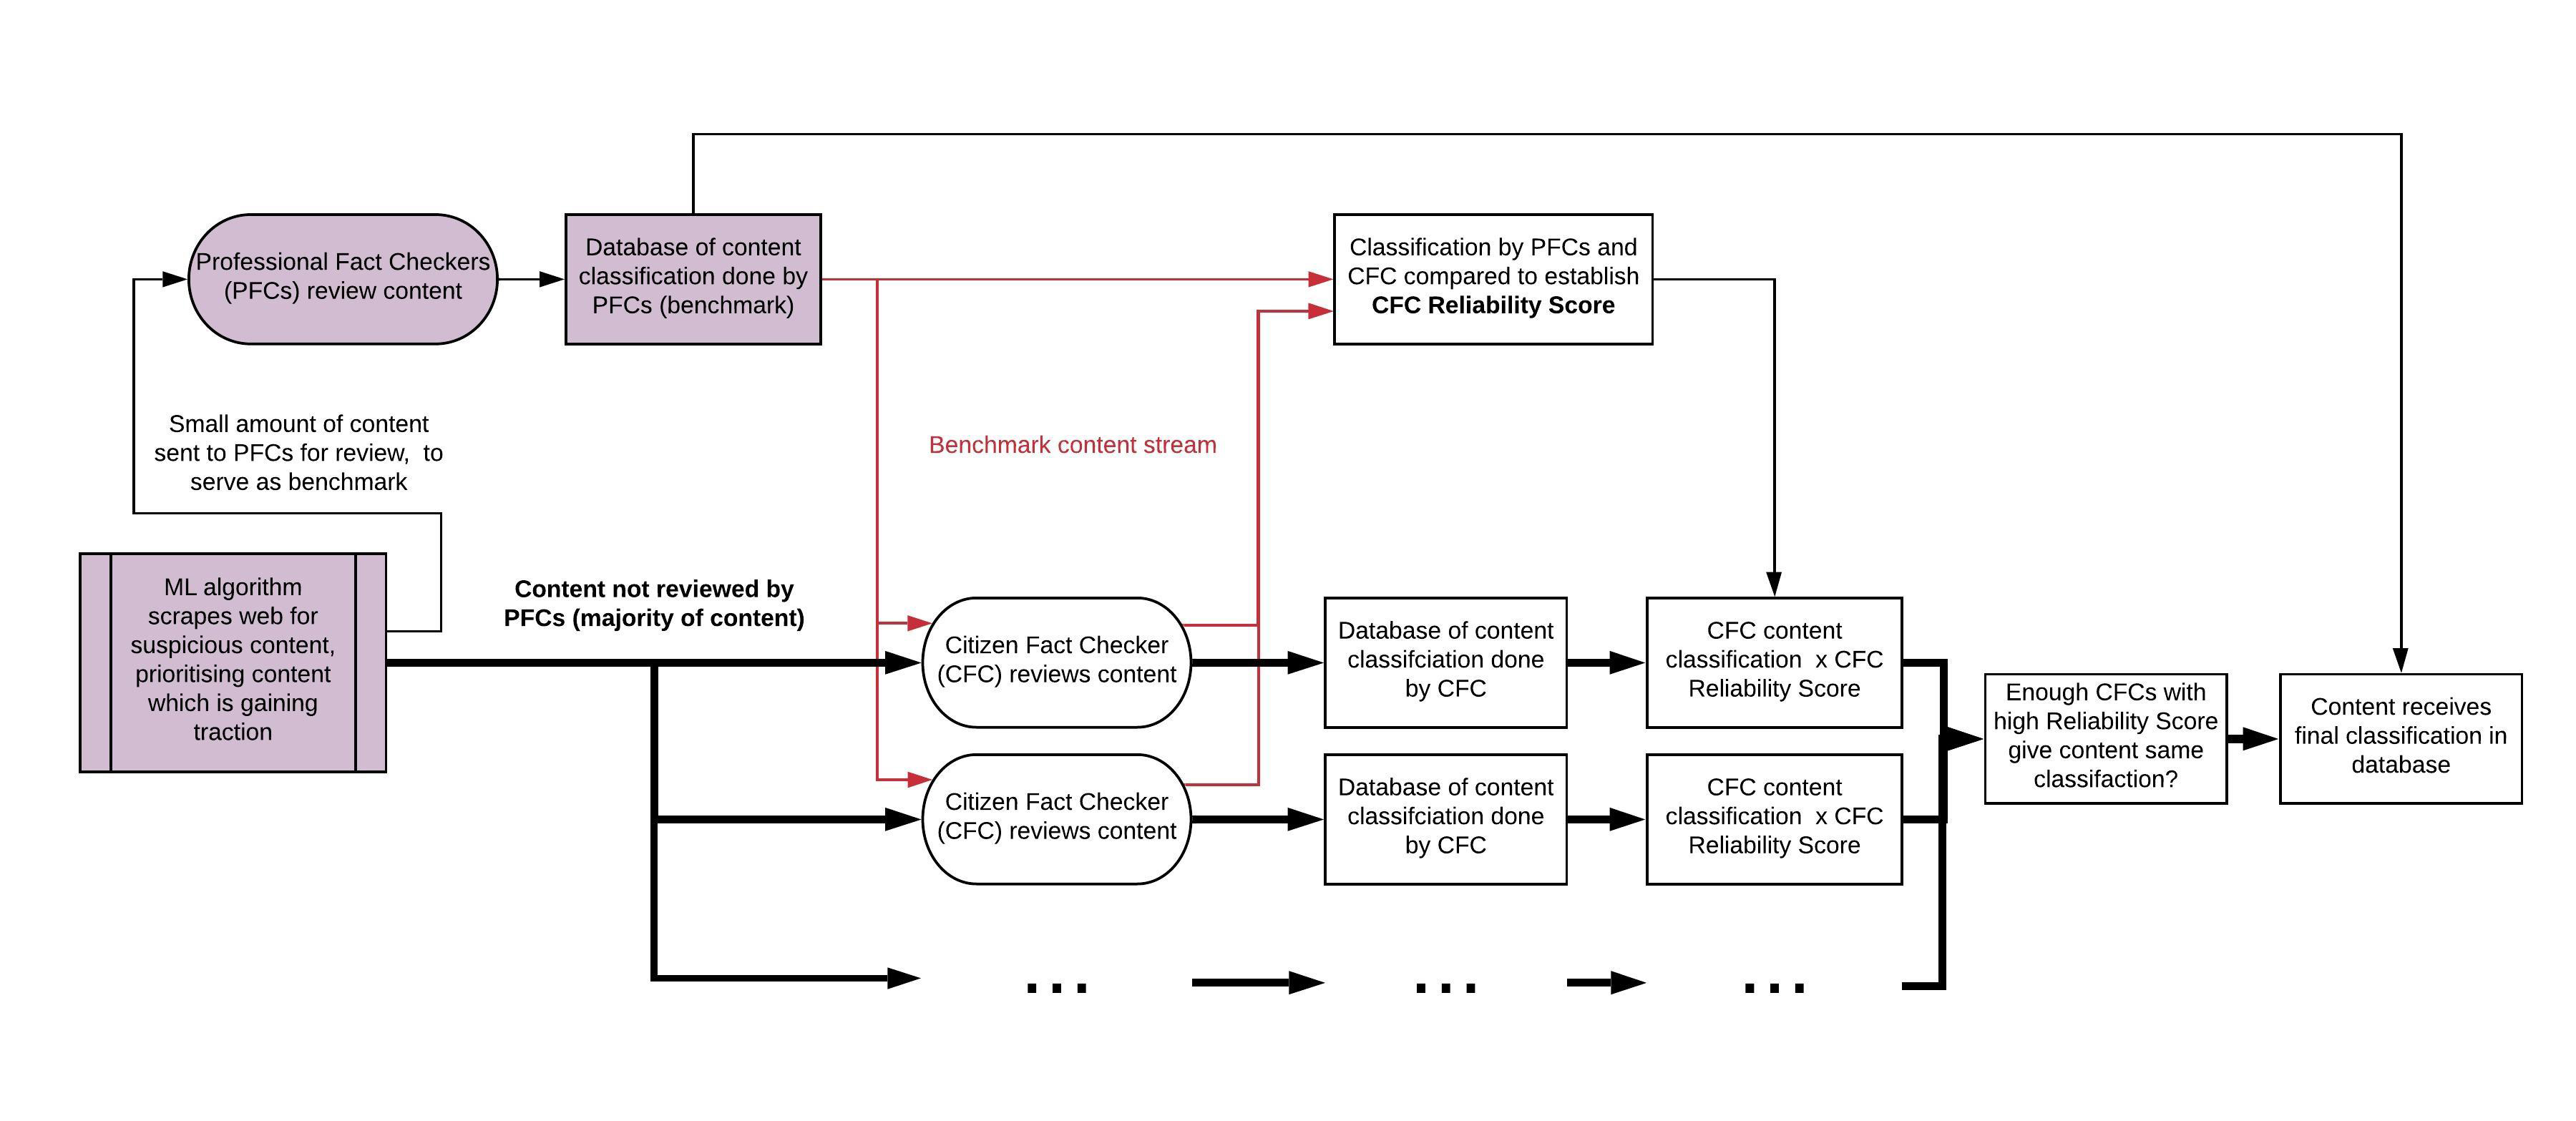 Professional Fact Checkers
(PFCs) review content
Database of content
classification done by
PFCs (benchmark)
Classification by PFCs and
CFC compared to establish
CFC Reliability Score
Small amount of content
sent to PFCs for review,  to
serve as benchmark
Benchmark content stream
ML algorithm
scrapes web for
suspicious content,
prioritising content
which is gaining
traction
Content not reviewed by
PFCs (majority of content)
Citizen Fact Checker
(CFC) reviews content
Database of content
classifciation done
by CFC
CFC content
classification  x CFC
Reliability Score
Enough CFCs with
high Reliability Score
give content same
classifaction?
Content receives
final classification in
database
Citizen Fact Checker
(CFC) reviews content
Database of content
classifciation done
by CFC
CFC content
classification  x CFC
Reliability Score
...
...
...